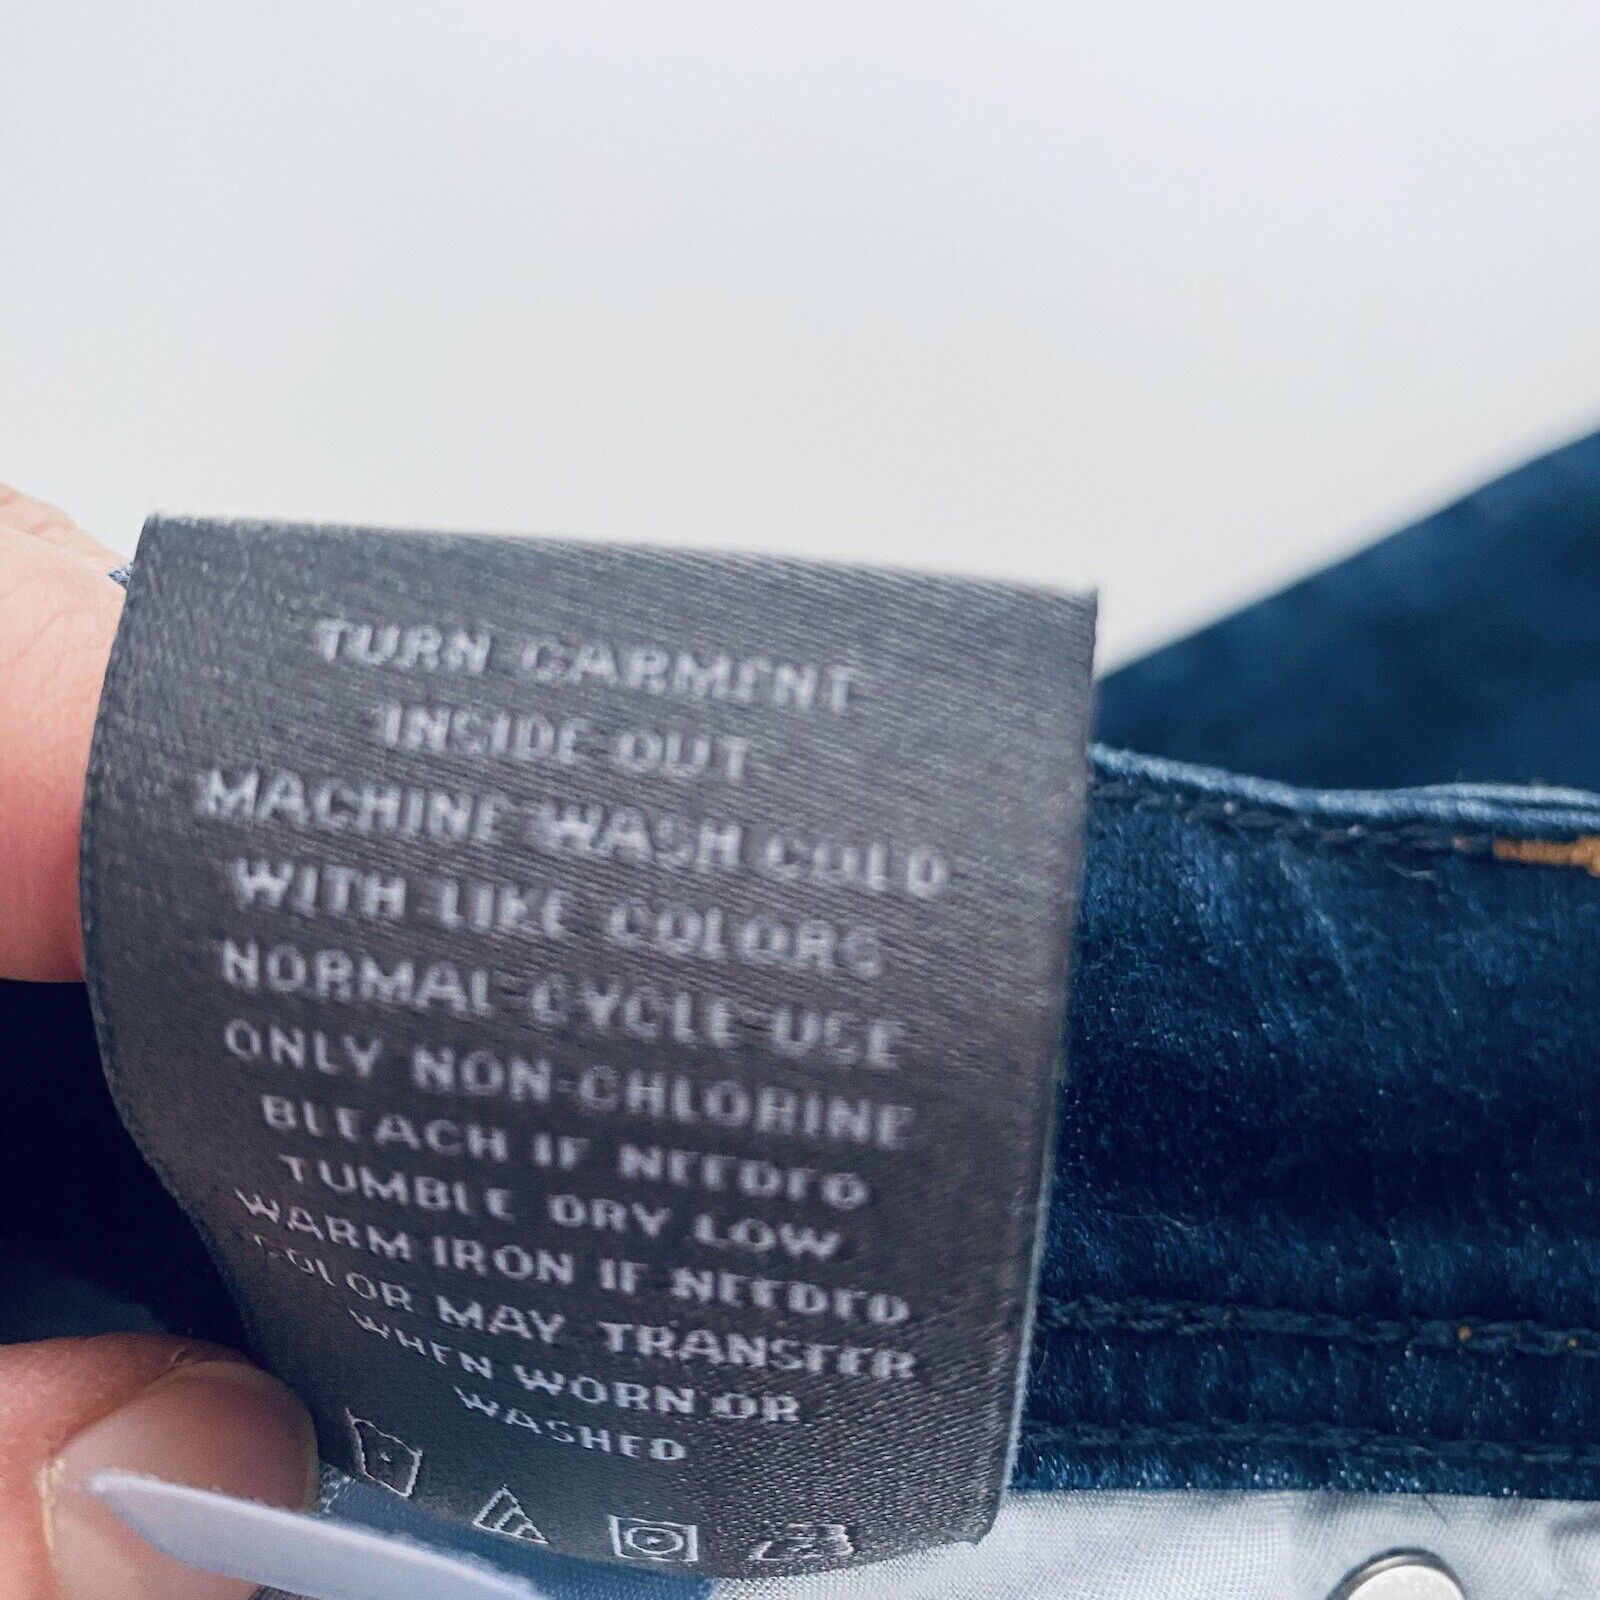 TURN GARMENT
INSIDE OUT
MACHINE WASH COLD
WITH LIKE COLORS
NORMAL CYCLE USE
ONLY NON-CHLORINE
BLEACH IF NEEDED
TUMBLE DRY LOW
WARM IRON IF NEEDED
COLOR MAY TRANSFER
WHEN WORN OR
WASHED